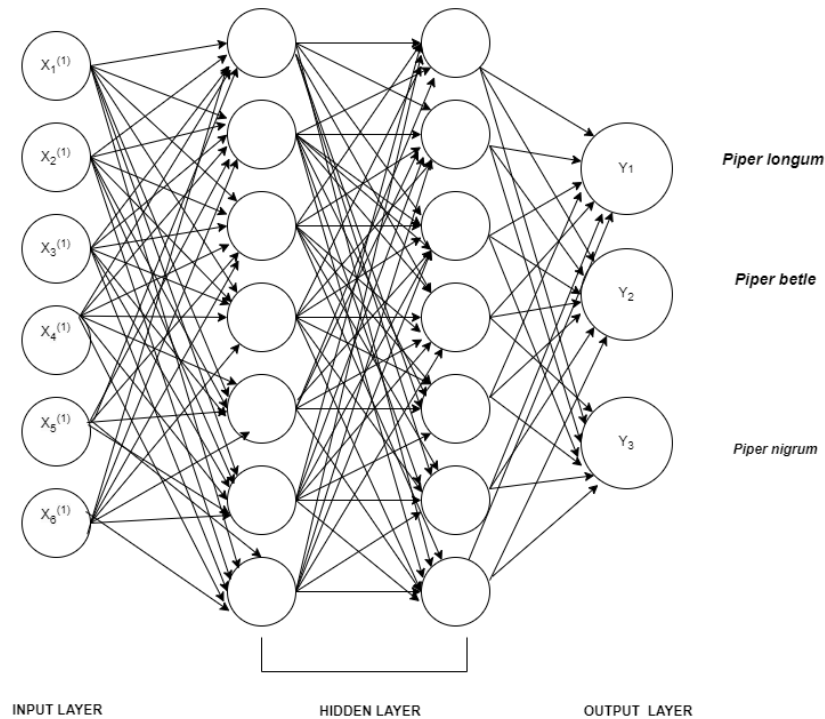 X₁⁽¹⁾
X₂⁽¹⁾
X₃⁽¹⁾
X₄⁽¹⁾
X₅⁽¹⁾
X₆⁽¹⁾
Y₁
Y₂
Y₃
Piper longum
Piper betle
Piper nigrum
INPUT LAYER
HIDDEN LAYER
OUTPUT LAYER